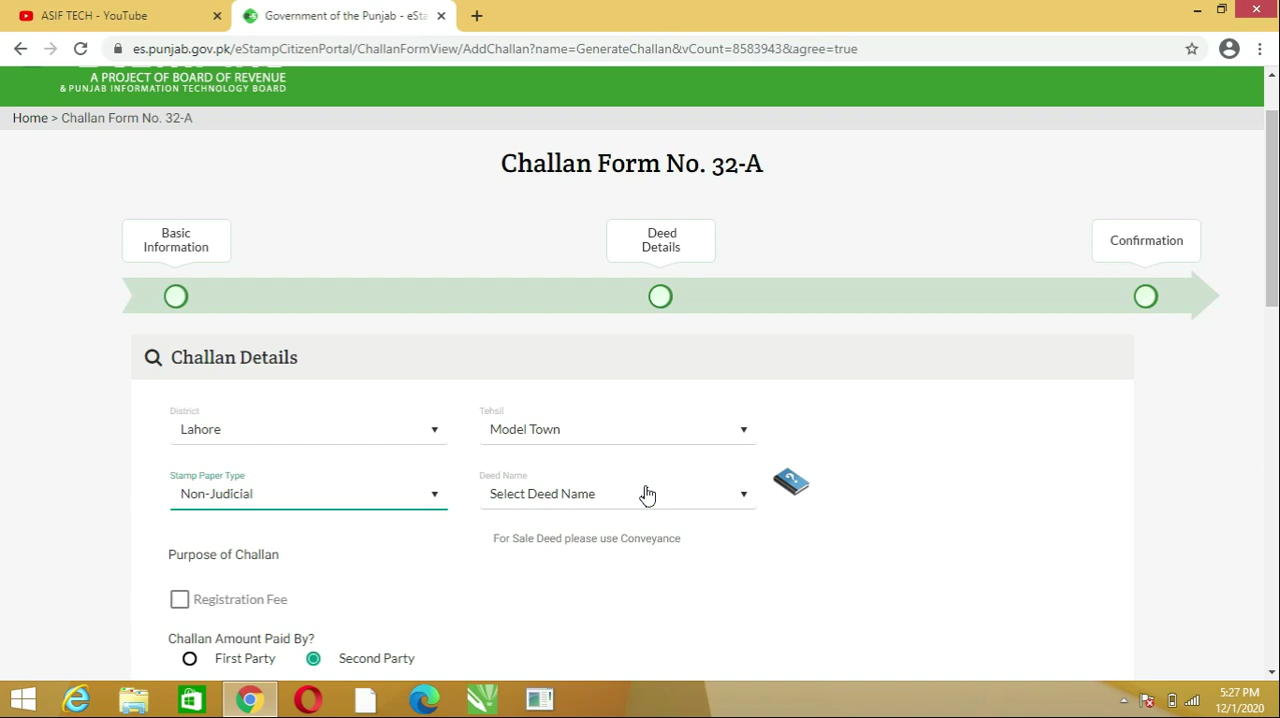 ASIF TECH - YouTube
Government of the Punjab - eSta
es.punjab.gov.pk/eStampCitizenPortal/ChallanFormView/AddChallan?name=GenerateChallan&vCount=8583943&agree=true
A PROJECT OF BOARD OF REVENUE
& PUNJAB INFORMATION TECHNOLOGY BOARD
Home > Challan Form No. 32-A
Challan Form No. 32-A
Basic
Information
Deed
Details
Confirmation
Challan Details
District
Tehsil
Lahore
Model Town
Stamp Paper Type
Deed Name
Non-Judicial
Select Deed Name
For Sale Deed please use Conveyance
Purpose of Challan
Registration Fee
Challan Amount Paid By?
First Party
Second Party
5:27 PM
12/1/2020